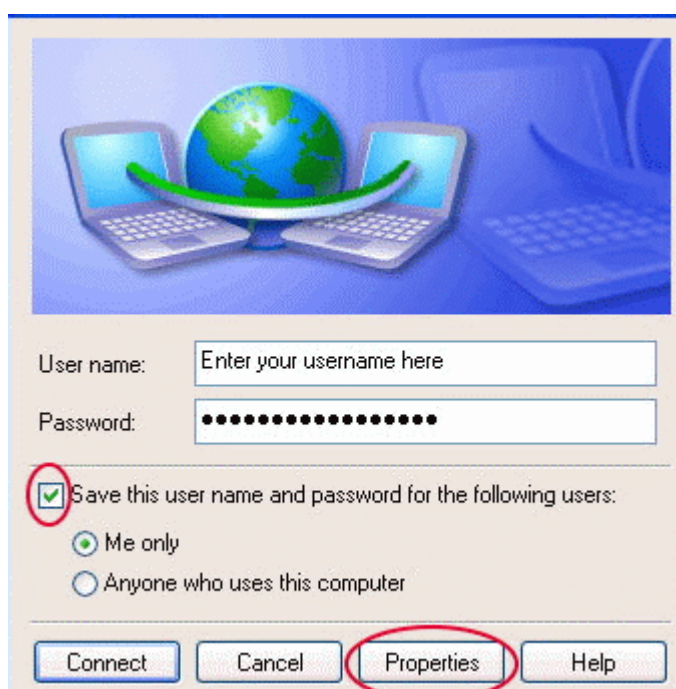 User name: Enter your username here
Password: ●●●●●●●●●●●●●●●●●
Save this user name and password for the following users:
Me only
Anyone who uses this computer
Connect Cancel Properties Help